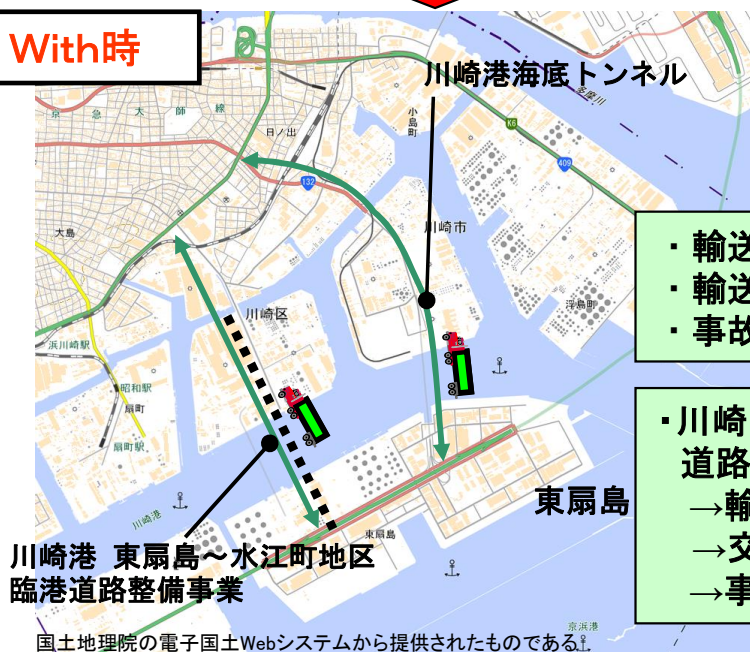 With時
川崎港海底トンネル
多摩川
京急大師線
小島町
日ノ出
K6
409
132
大島
川崎市
・輸送
・輸送
・事故
浮島町
川崎区
浜川崎駅
昭和駅
扇町
扇町駅
・川崎
道路
→輸
→交
→事
東扇島
川崎港
東扇島
川崎港 東扇島～水江町地区
臨港道路整備事業
京浜港
国土地理院の電子国土Webシステムから提供されたものである